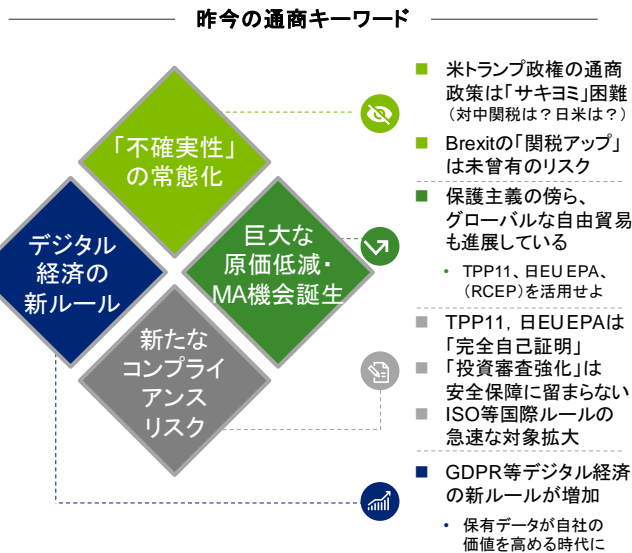 昨今の通商キーワード
「不確実性」
の常態化
デジタル
経済の
新ルール
巨大な
原価低減・
MA機会誕生
新たな
コンプライ
アンス
リスク
■ 米トランプ政権の通商
政策は「サキヨミ」困難
（対中関税は？日米は？）
■ Brexitの「関税アップ」
は未曾有のリスク
■ 保護主義の傍ら、
グローバルな自由貿易
も進展している
• TPP11、日EU EPA、
（RCEP）を活用せよ
■ TPP11，日EUEPAは
「完全自己証明」
■ 「投資審査強化」は
安全保障に留まらない
■ ISO等国際ルールの
急速な対象拡大
■ GDPR等デジタル経済
の新ルールが増加
• 保有データが自社の
価値を高める時代に